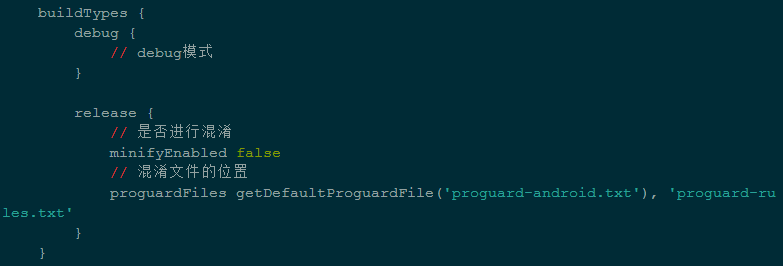 buildTypes {
debug {
// debug模式
}
release {
// 是否进行混淆
minifyEnabled false
// 混淆文件的位置
proguardFiles getDefaultProguardFile('proguard-android.txt'), 'proguard-ru
les.txt'
}
}